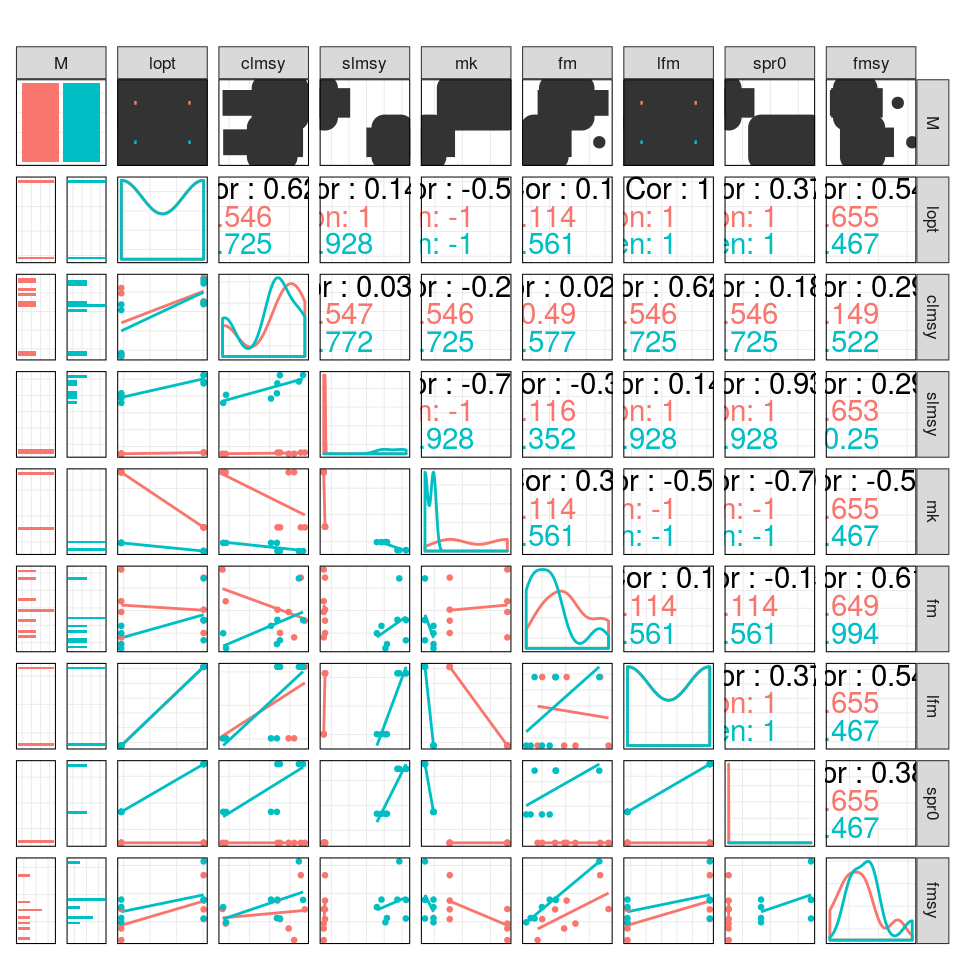 M lopt clmsy slmsy mk fm lfm spr0 fmsy
M
or : 0.62 or : 0.14 or : -0.5 or : 0.1 Cor : 1 or : 0.37 or : 0.54
.546 on: 1 n: -1 .114 on: 1 on: 1 .655
.725 .928 n: -1 .561 en: 1 en: 1 .467
lopt
or : 0.03 or : -0.2 or : 0.02 or : 0.62 or : 0.18 or : 0.29
.547 .546 0.49 .546 .546 .149
.772 .725 .577 .725 .725 .522
clmsy
or : -0.7 or : -0.3 or : 0.14 or : 0.93 or : 0.29
n: -1 .116 on: 1 on: 1 .653
.928 .352 .928 .928 0.25
slmsy
or : 0.3 or : -0.5 or : -0.70 or : -0.5
.114 n: -1 n: -1 .655
.561 n: -1 n: -1 .467
mk
or : 0.1 or : -0.1 or : 0.61
.114 .114 .649
.561 .561 .994
fm
or : 0.37 or : 0.54
on: 1 .655
en: 1 .467
lfm
or : 0.38
.655
.467
spr0
fmsy